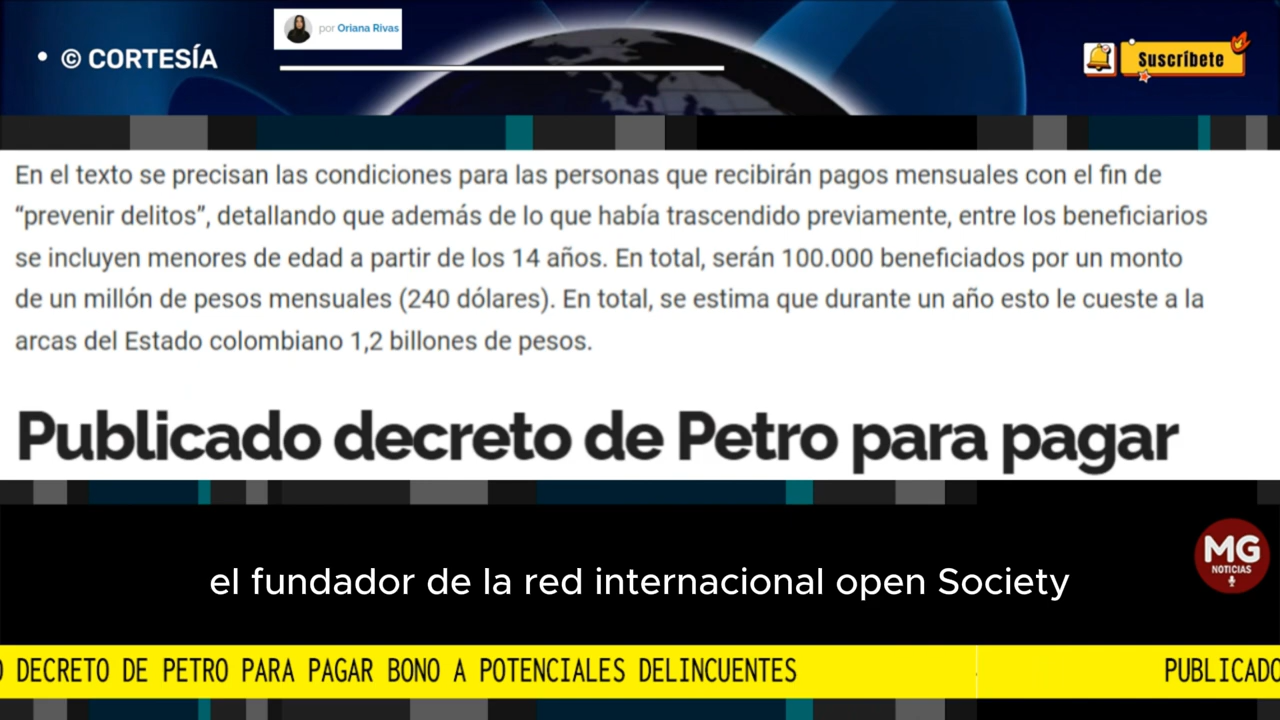 por Oriana Rivas
• © CORTESÍA
Suscríbete
En el texto se precisan las condiciones para las personas que recibirán pagos mensuales con el fin de
“prevenir delitos”, detallando que además de lo que había trascendido previamente, entre los beneficiarios
se incluyen menores de edad a partir de los 14 años. En total, serán 100.000 beneficiados por un monto
de un millón de pesos mensuales (240 dólares). En total, se estima que durante un año esto le cueste a la
arcas del Estado colombiano 1,2 billones de pesos.
Publicado decreto de Petro para pagar
MG
NOTICIAS
el fundador de la red internacional open Society
O DECRETO DE PETRO PARA PAGAR BONO A POTENCIALES DELINCUENTES
PUBLICADO